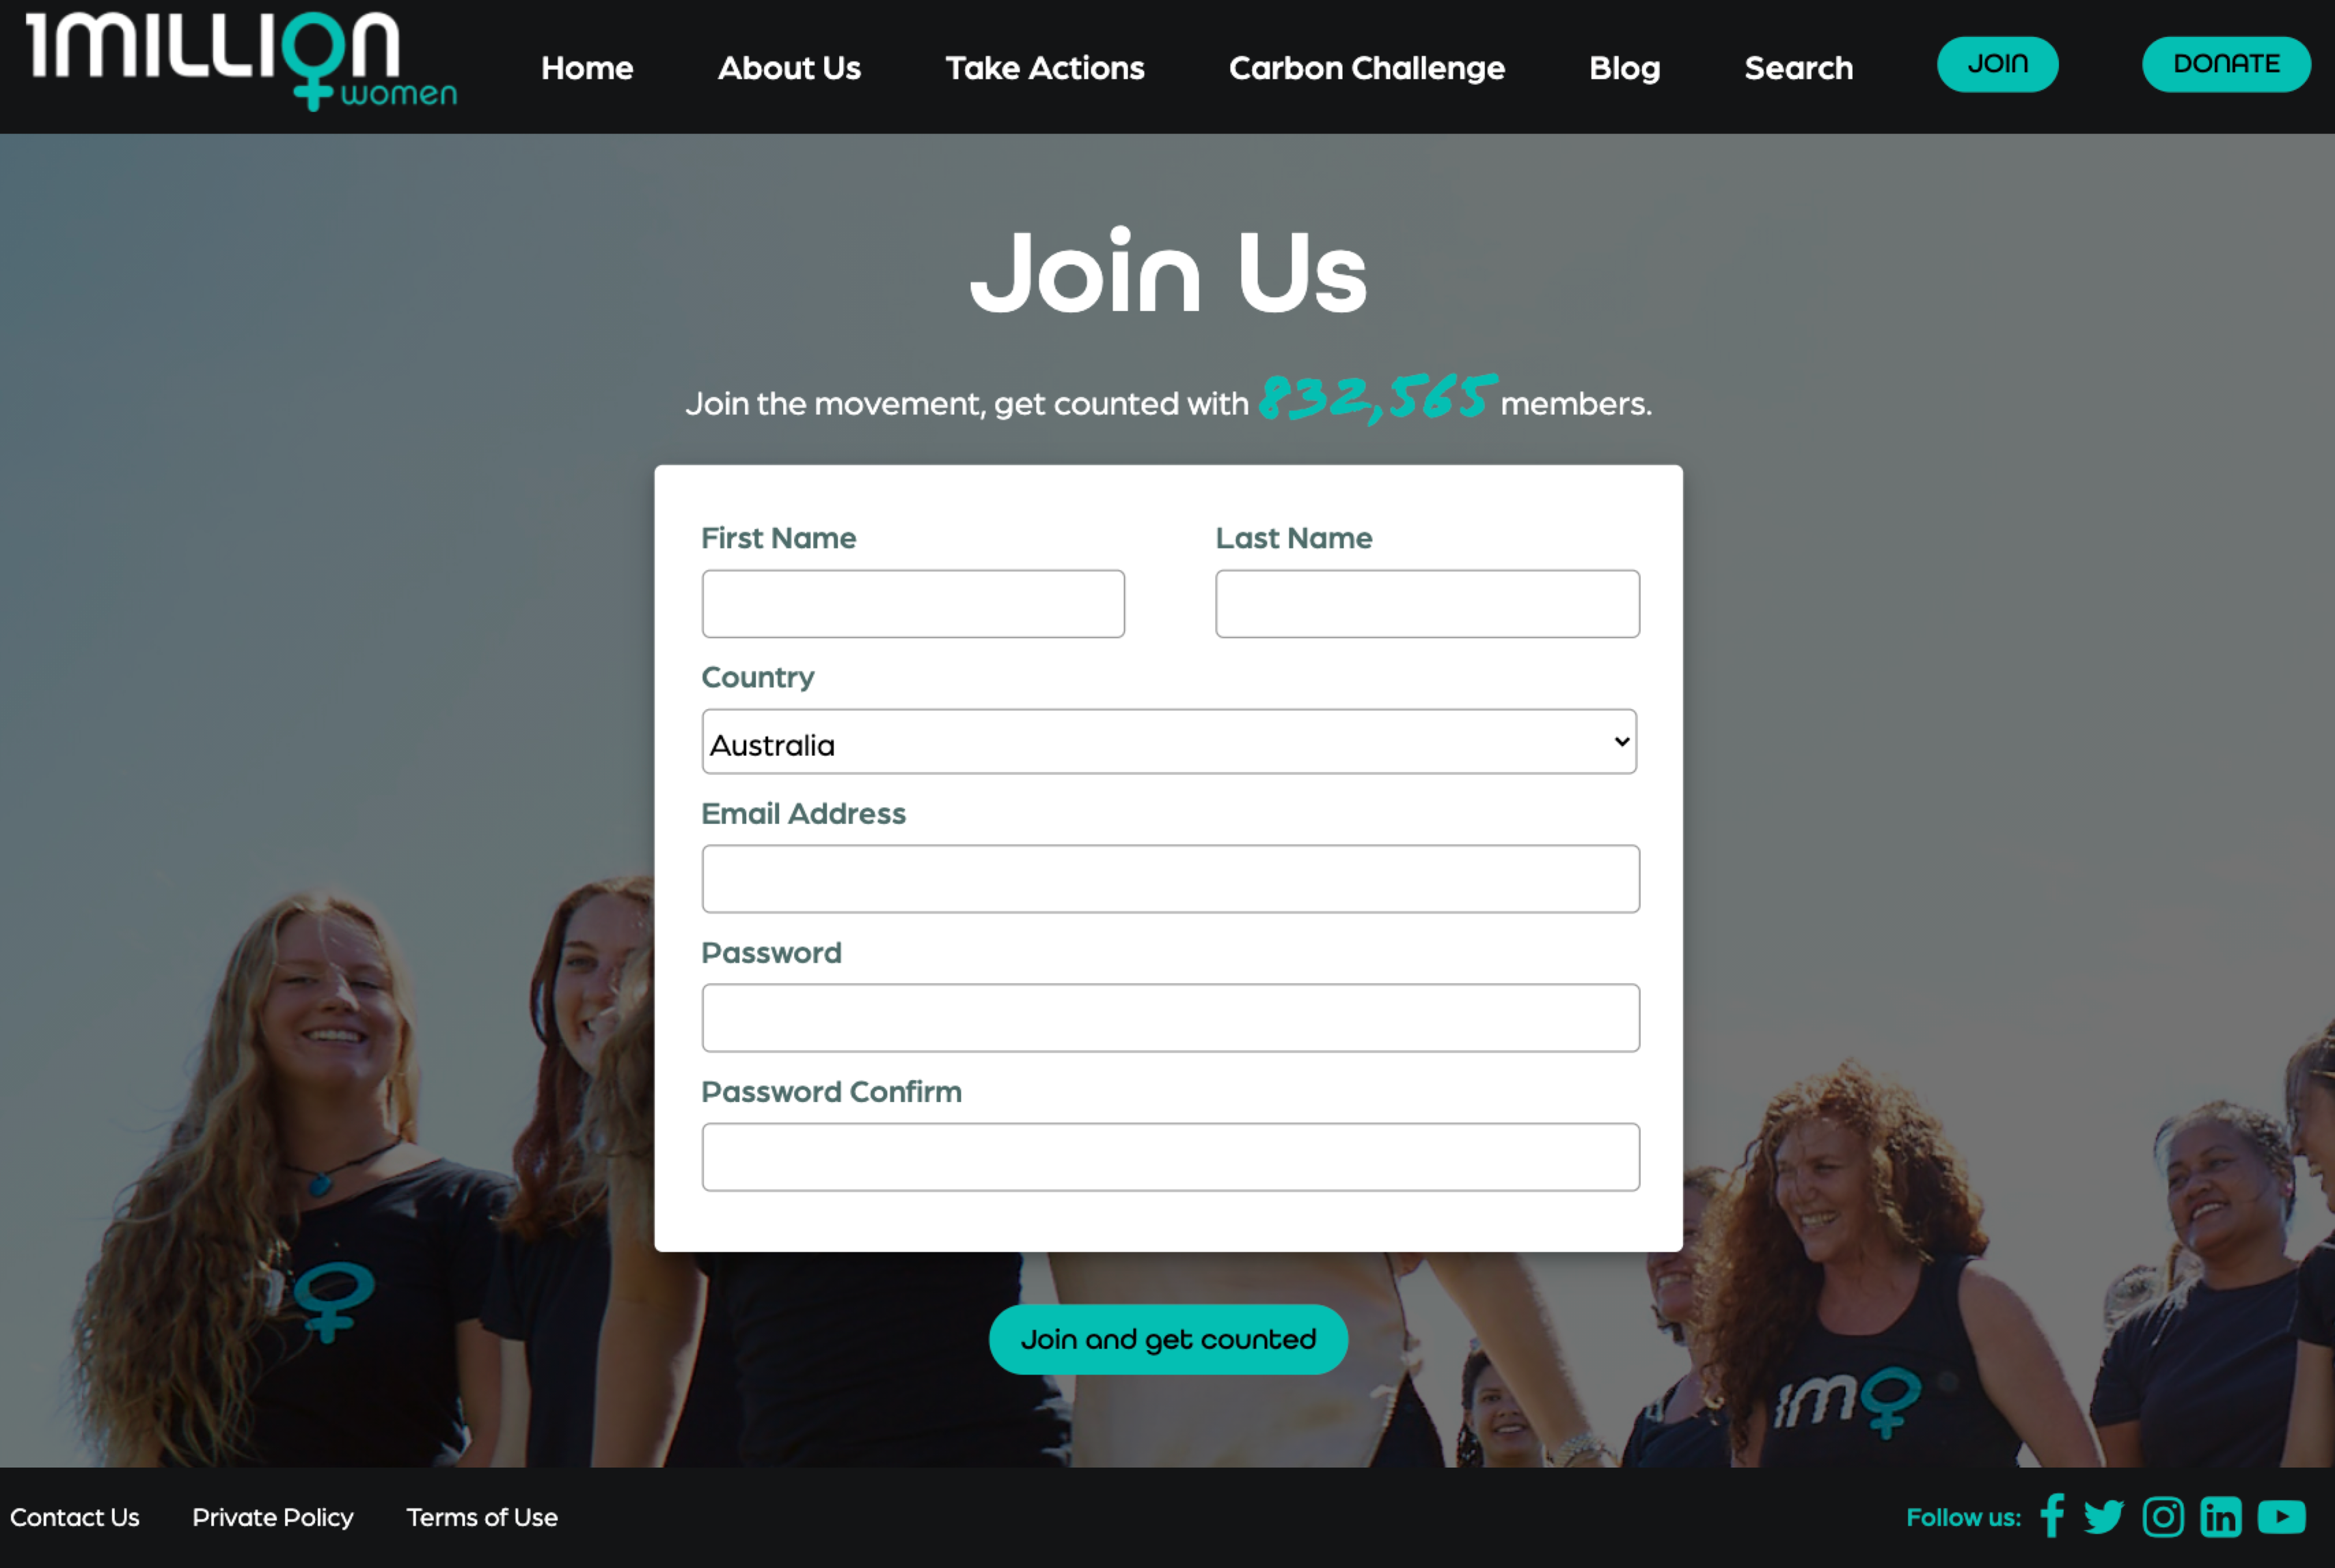 1MILLION
women
Home About Us Take Actions Carbon Challenge Blog Search JOIN DONATE
Join Us
Join the movement, get counted with 832,565 members.
First Name Last Name
Country
Australia
Email Address
Password
Password Confirm
Join and get counted
1m
Contact Us Private Policy Terms of Use Follow us: f in